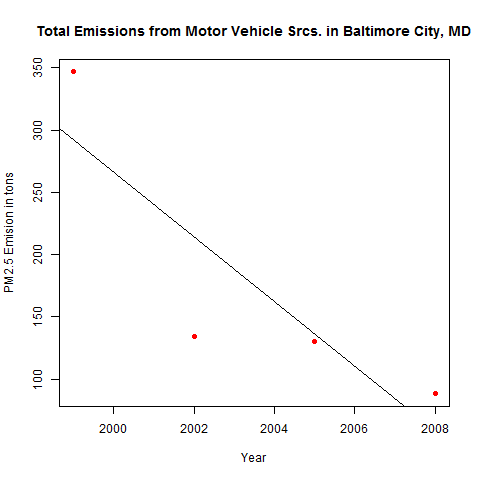 Total Emissions from Motor Vehicle Srcs. in Baltimore City, MD
350
300
250
200
150
100
PM2.5 Emision in tons
2000 2002 2004 2006 2008
Year